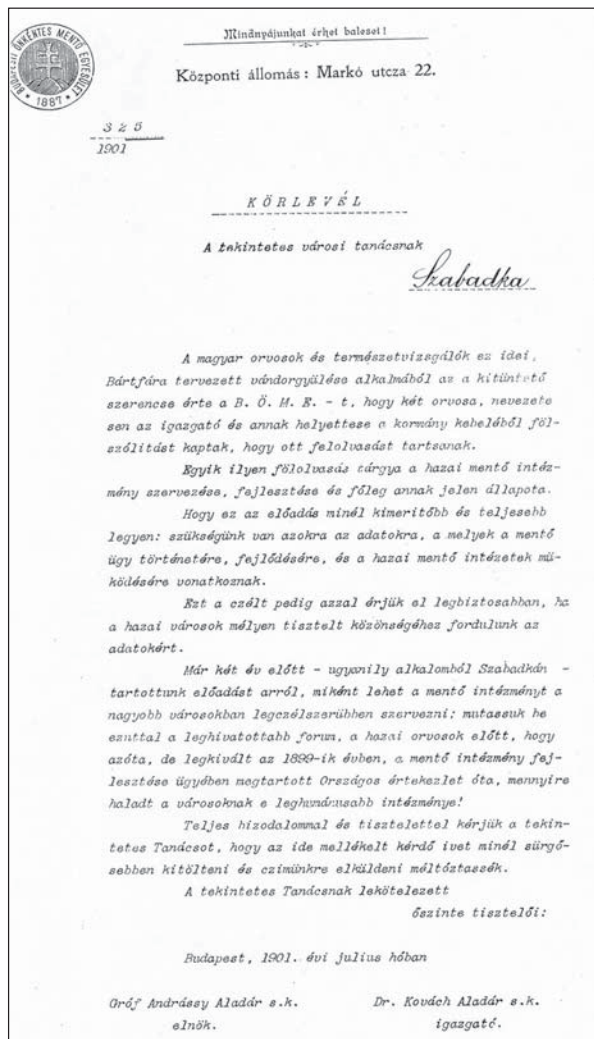 Mindnyájunkat érhet baleset!
BUDAPESTI ÖNKÉNTES MENTŐ EGYESÜLET
• 1887 •
Központi állomás: Markó utcza 22.
325
1901
KÖRLEVÉL
A tekintetes városi tanácsnak
Szabadka
A magyar orvosok és természetvizsgálók ez idei,
Bártfára tervezett vándorgyülése alkalmából az a kitüntető
szerencse érte a B. Ö. M. E. - t, hogy két orvosa, nevezete
sen az igazgató és annak helyettese a kormány kebeléből föl-
szólitást kaptak, hogy ott felolvasást tartsanak.
Egyik ilyen fölolvasás tárgya a hazai mentő intéz-
mény szervezése, fejlesztése és főleg annak jelen állapota.
Hogy ez az előadás minél kimeritőbb és teljesebb
legyen: szükségünk van azokra az adatokra, a melyek a mentő
ügy történetére, fejlődésére, és a hazai mentő intézetek mü-
ködésére vonatkoznak.
Ezt a czélt pedig azzal érjük el legbiztosabban, ha
a hazai városok mélyen tisztelt közönségéhez fordulunk az
adatokért.
Már két év előtt - ugyanily alkalomból Szabadkán -
tartottunk előadást arról, miként lehet a mentő intézményt a
nagyobb városokban legczélszerübben szervezni; mutassuk be
ezuttal a leghivatottabb forum, a hazai orvosok előtt, hogy
azóta, de legkivált az 1899-ik évben, a mentő intézmény fej-
lesztése ügyében megtartott Országos értekezlet óta, mennyire
haladt a városoknak e leghumánusabb intézménye!
Teljes bizodalommal és tisztelettel kérjük a tekin-
tetes Tanácsot, hogy az ide mellékelt kérdő ivet minél sürgő-
sebben kitölteni és czimünkre elküldeni méltóztassék.
A tekintetes Tanácsnak lekötelezett
őszinte tisztelői:
Budapest, 1901. évi julius hóban
Gróf Andrássy Aladár s.k. Dr. Kovách Aladár s.k.
elnök. igazgató.